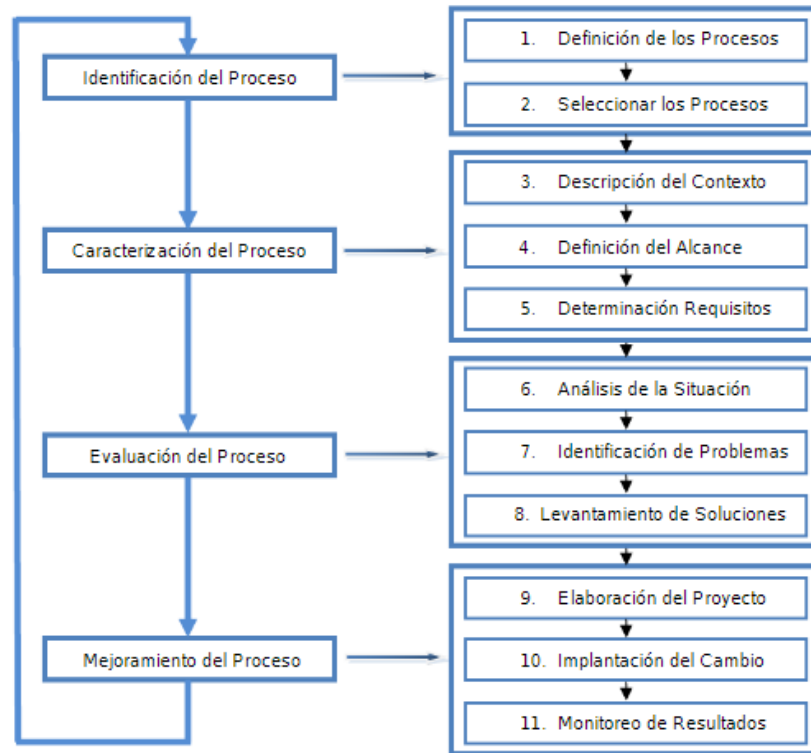 Identificación del Proceso
1. Definición de los Procesos
2. Seleccionar los Procesos
Caracterización del Proceso
3. Descripción del Contexto
4. Definición del Alcance
5. Determinación Requisitos
Evaluación del Proceso
6. Análisis de la Situación
7. Identificación de Problemas
8. Levantamiento de Soluciones
Mejoramiento del Proceso
9. Elaboración del Proyecto
10. Implantación del Cambio
11. Monitoreo de Resultados